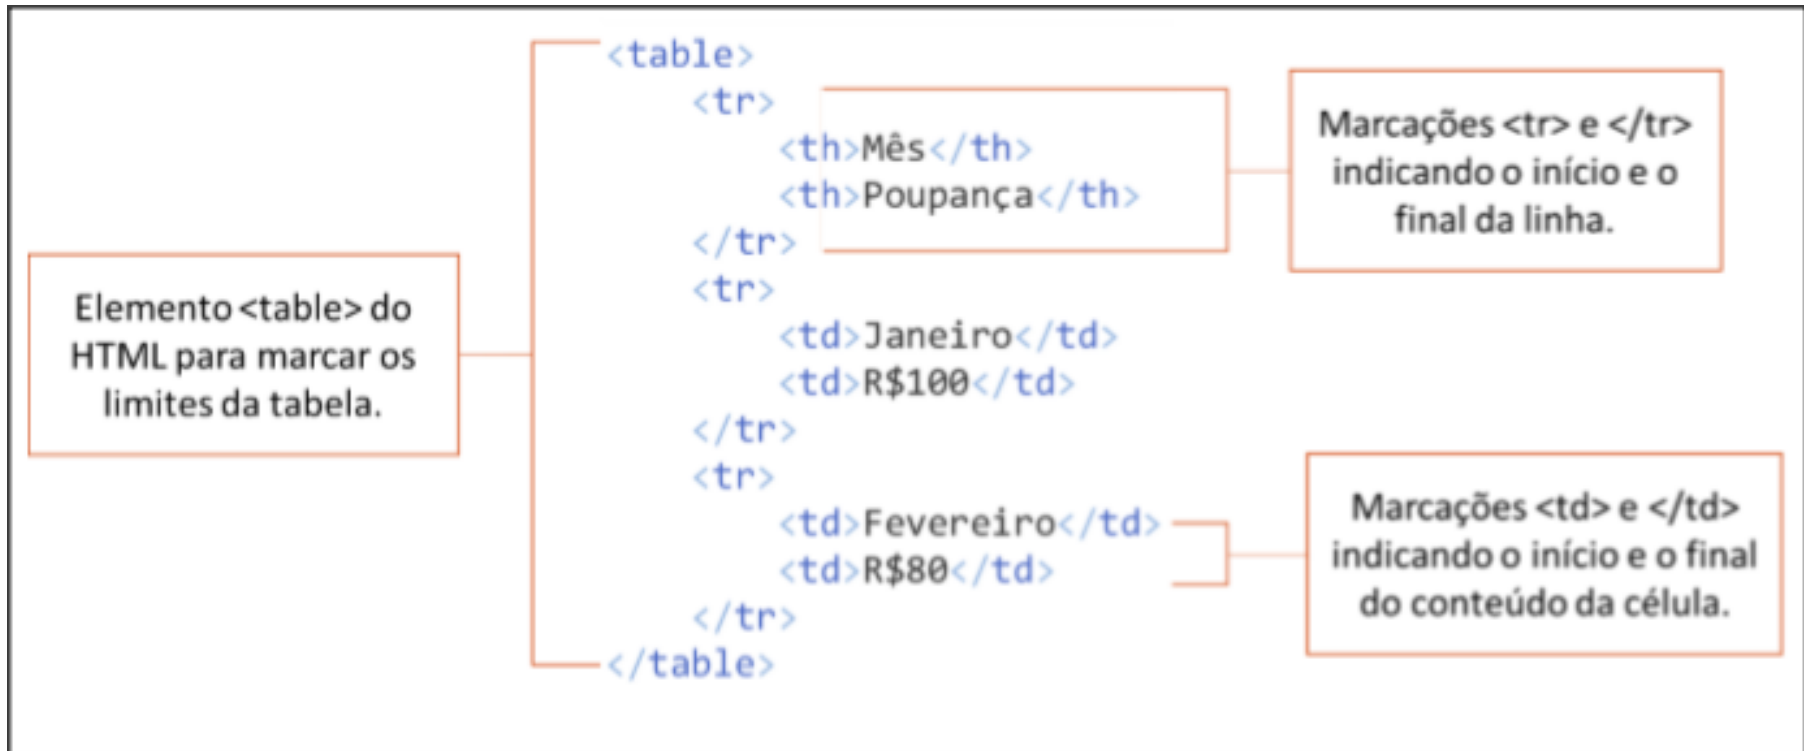 <table>
<tr>
<th>Mês</th>
<th>Poupança</th>
</tr>
<tr>
<td>Janeiro</td>
<td>R$100</td>
</tr>
<tr>
<td>Fevereiro</td>
<td>R$80</td>
</tr>
</table>
Elemento <table> do
HTML para marcar os
limites da tabela.
Marcações <tr> e </tr>
indicando o início e o
final da linha.
Marcações <td> e </td>
indicando o início e o final
do conteúdo da célula.